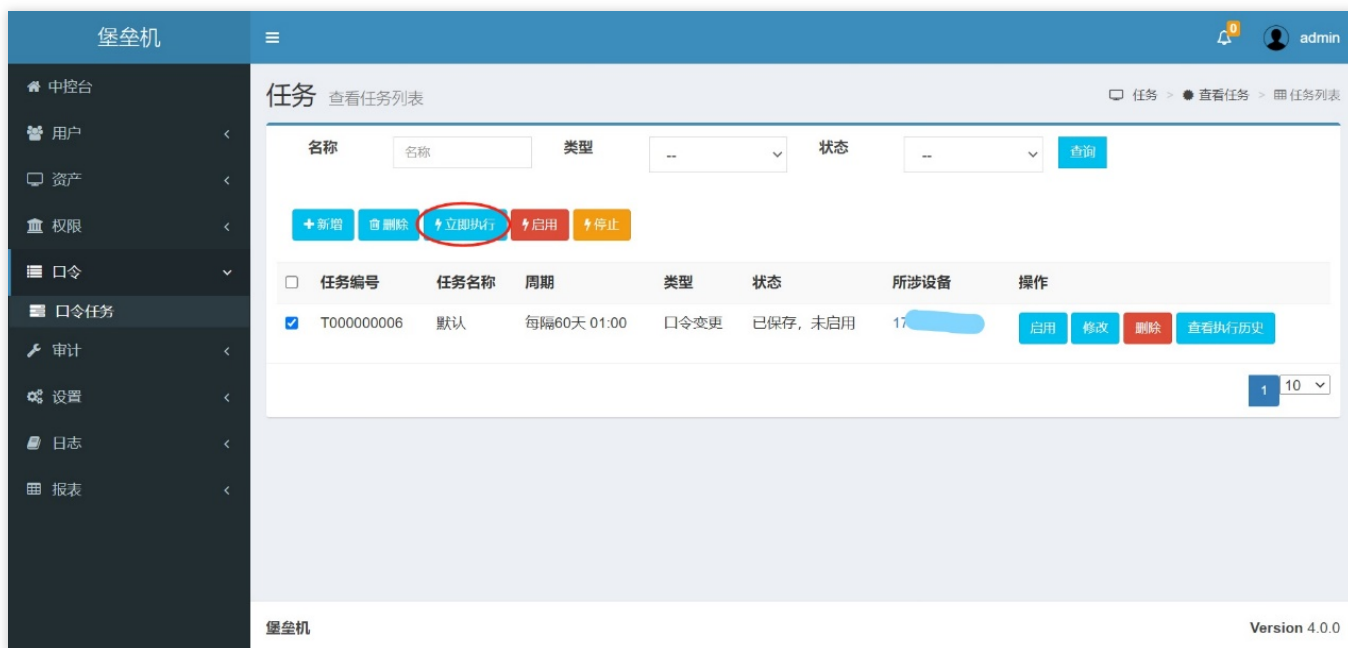 堡垒机
0
admin
中控台
用户
资产
权限
口令
口令任务
审计
设置
日志
报表
任务 查看任务列表
任务 > 查看任务 > 任务列表
名称 名称 类型 -- 状态 -- 查询
新增 删除 立即执行 启用 停止
任务编号 任务名称 周期 类型 状态 所涉设备 操作
T000000006 默认 每隔60天 01:00 口令变更 已保存，未启用 17 启用 修改 删除 查看执行历史
1 10
堡垒机 Version 4.0.0